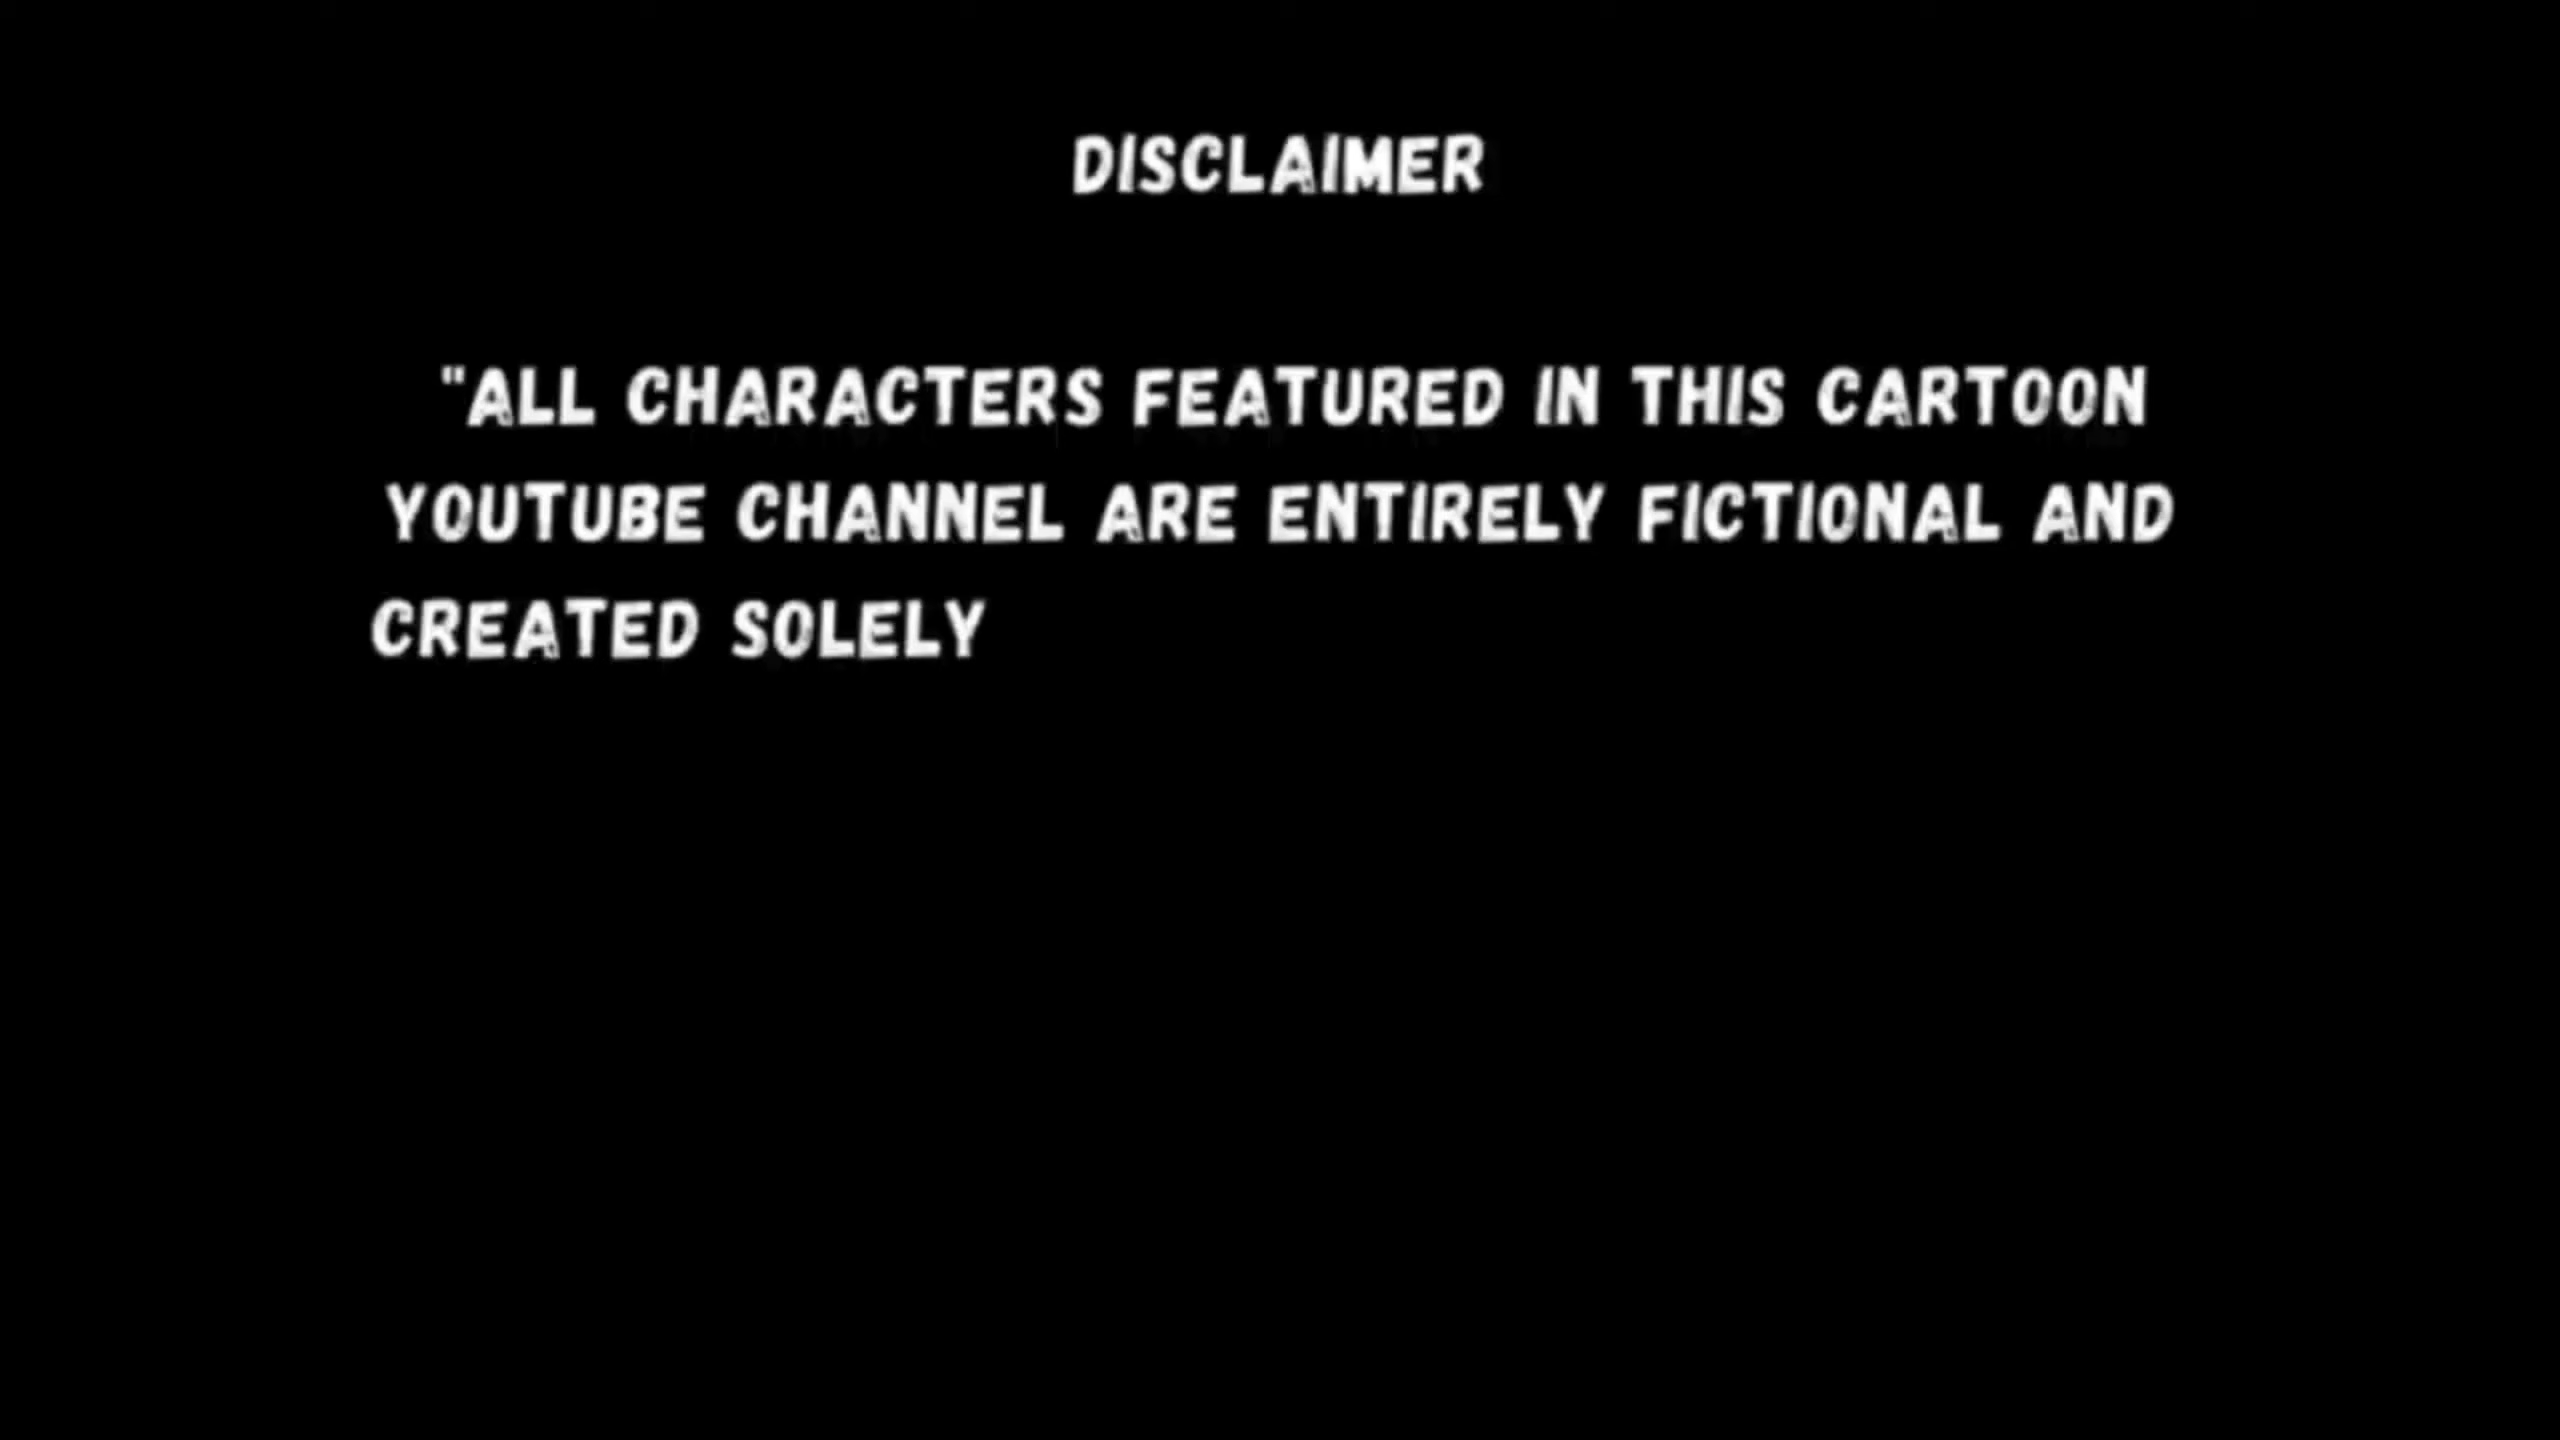 DISCLAIMER
"ALL CHARACTERS FEATURED IN THIS CARTOON
YOUTUBE CHANNEL ARE ENTIRELY FICTIONAL AND
CREATED SOLELY